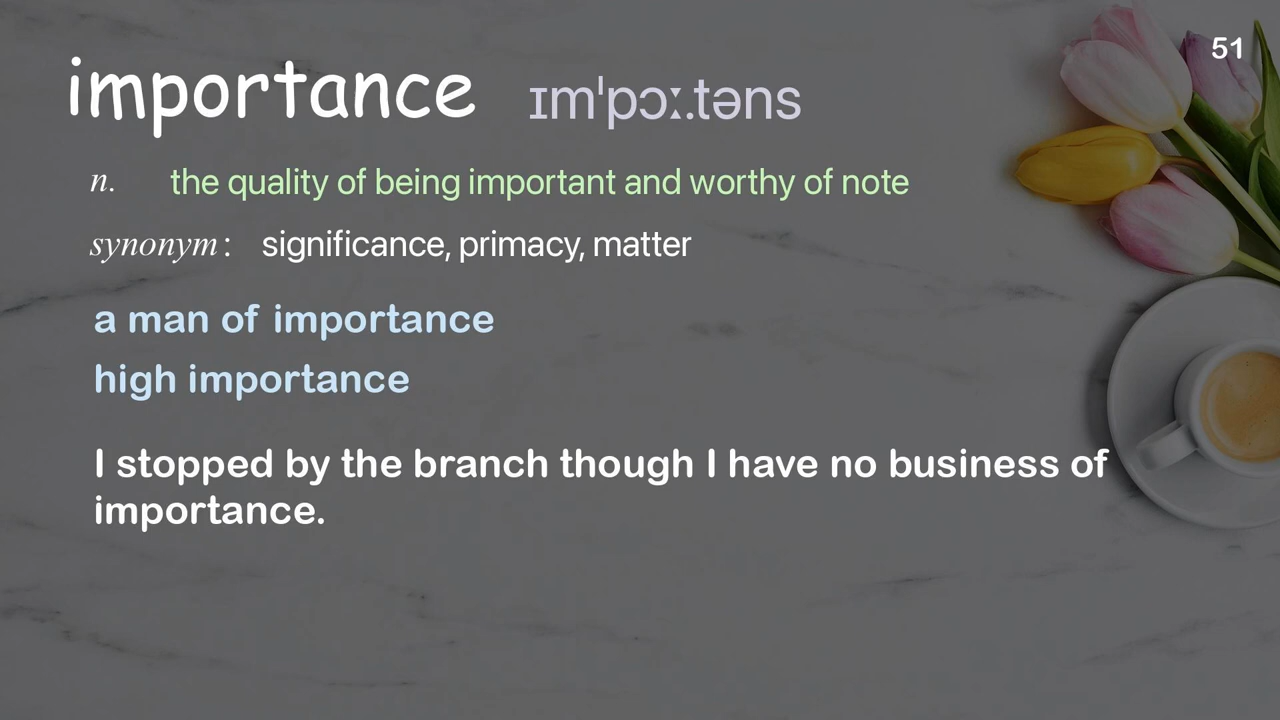 51
importance ɪmˈpɔː.təns
n. the quality of being important and worthy of note
synonym: significance, primacy, matter
a man of importance
high importance
I stopped by the branch though I have no business of
importance.